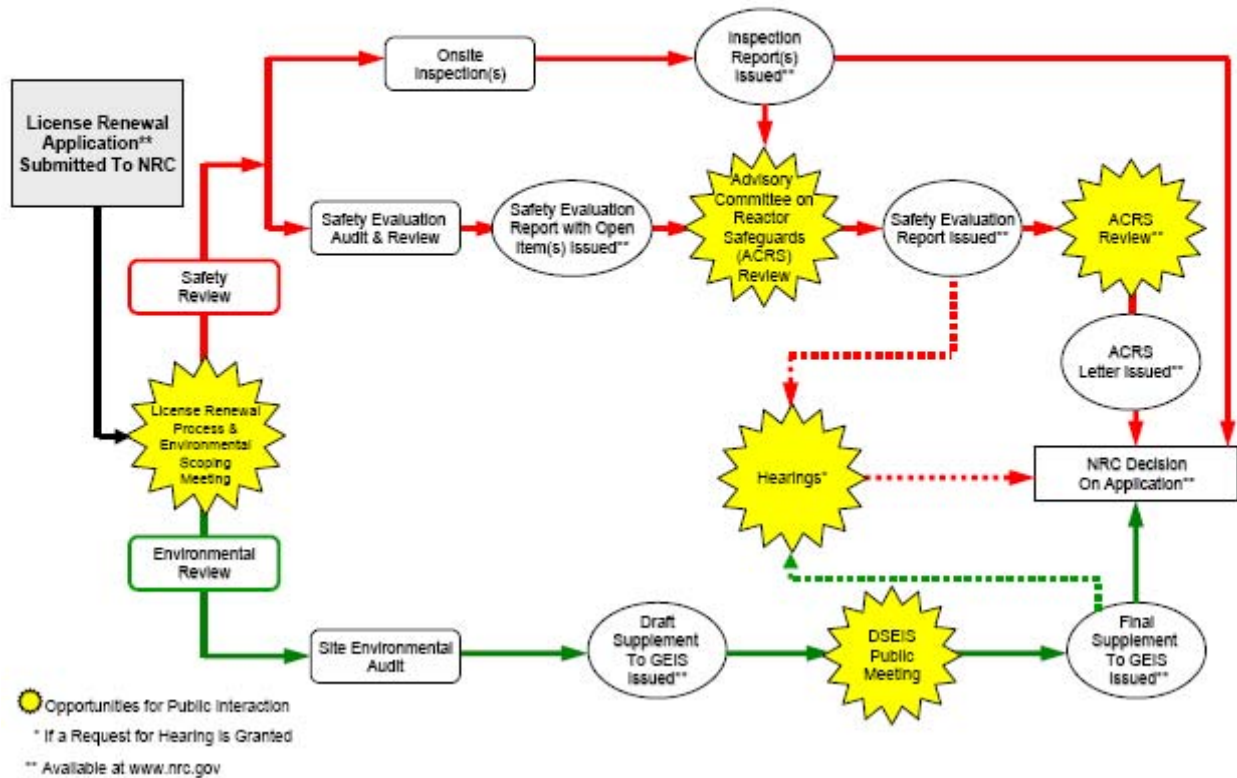 License Renewal
Application**
Submitted To NRC
Onsite
Inspection(s)
Inspection
Report(s)
Issued**
Safety Evaluation
Audit & Review
Safety Evaluation
Report with Open
Item(s) Issued**
Advisory
Committee on
Reactor
Safeguards
(ACRS)
Review
Safety Evaluation
Report Issued**
ACRS
Review**
Safety
Review
ACRS
Letter Issued**
License Renewal
Process &
Environmental
Scoping
Meeting
Hearings*
NRC Decision
On Application**
Environmental
Review
Site Environmental
Audit
Draft
Supplement
To GEIS
Issued**
DSEIS
Public
Meeting
Final
Supplement
To GEIS
Issued**
Opportunities for Public Interaction
* If a Request for Hearing is Granted
** Available at www.nrc.gov